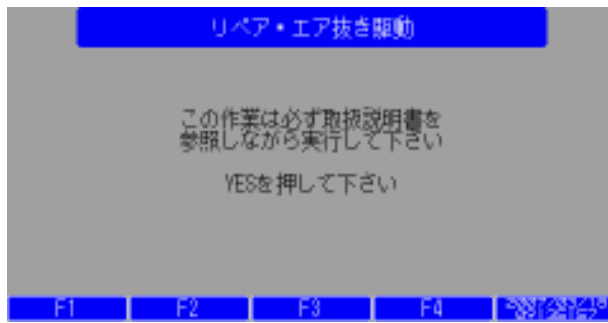 リペア・エア抜き駆動
この作業は必ず取扱説明書を
参照しながら実行して下さい
YESを押して下さい
F1 F2 F3 F4